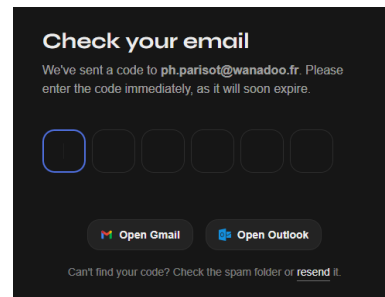 Check your email
We've sent a code to ph.parisot@wanadoo.fr. Please
enter the code immediately, as it will soon expire.
Open Gmail
Open Outlook
Can't find your code? Check the spam folder or resend it.